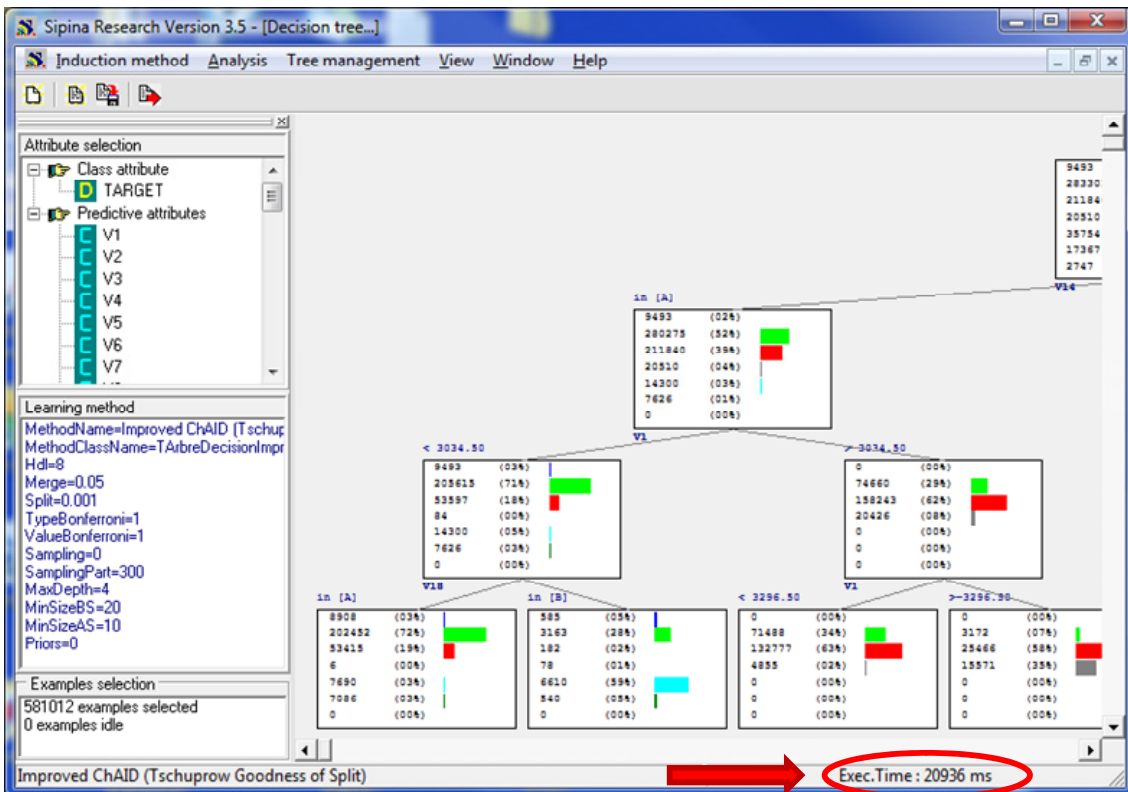 Sipina Research Version 3.5 - [Decision tree...]
Induction method Analysis Tree management View Window Help
Attribute selection
Class attribute
TARGET
Predictive attributes
V1
V2
V3
V4
V5
V6
V7
Learning method
MethodName=Improved ChAID (Tschup
MethodClassName=TArbreDecisionImpr
Hdl=8
Merge=0.05
Split=0.001
TypeBonferroni=1
ValueBonferroni=1
Sampling=0
SamplingPart=300
MaxDepth=4
MinSizeBS=20
MinSizeAS=10
Priors=0
Examples selection
581012 examples selected
0 examples idle
9493
28330
21184
20510
35754
17367
2747
V14
in [A]
9493 (02%)
280275 (52%)
211840 (39%)
20510 (04%)
14300 (03%)
7626 (01%)
0 (00%)
V1
< 3034.50
9493 (03%)
205615 (71%)
53597 (18%)
84 (00%)
14300 (05%)
7626 (03%)
0 (00%)
V18
>=3034.50
0 (00%)
74660 (29%)
158243 (62%)
20426 (08%)
0 (00%)
0 (00%)
0 (00%)
V1
in [A]
8908 (03%)
202452 (72%)
53415 (19%)
6 (00%)
7690 (03%)
7086 (03%)
0 (00%)
in [B]
585 (05%)
3163 (28%)
182 (02%)
78 (01%)
6610 (59%)
540 (05%)
0 (00%)
< 3296.50
0 (00%)
71488 (34%)
132777 (63%)
4855 (02%)
0 (00%)
0 (00%)
0 (00%)
>=3296.50
0 (00%)
3172 (07%)
25466 (58%)
15571 (35%)
0 (00%)
0 (00%)
0 (00%)
Improved ChAID (Tschuprow Goodness of Split)
Exec.Time : 20936 ms